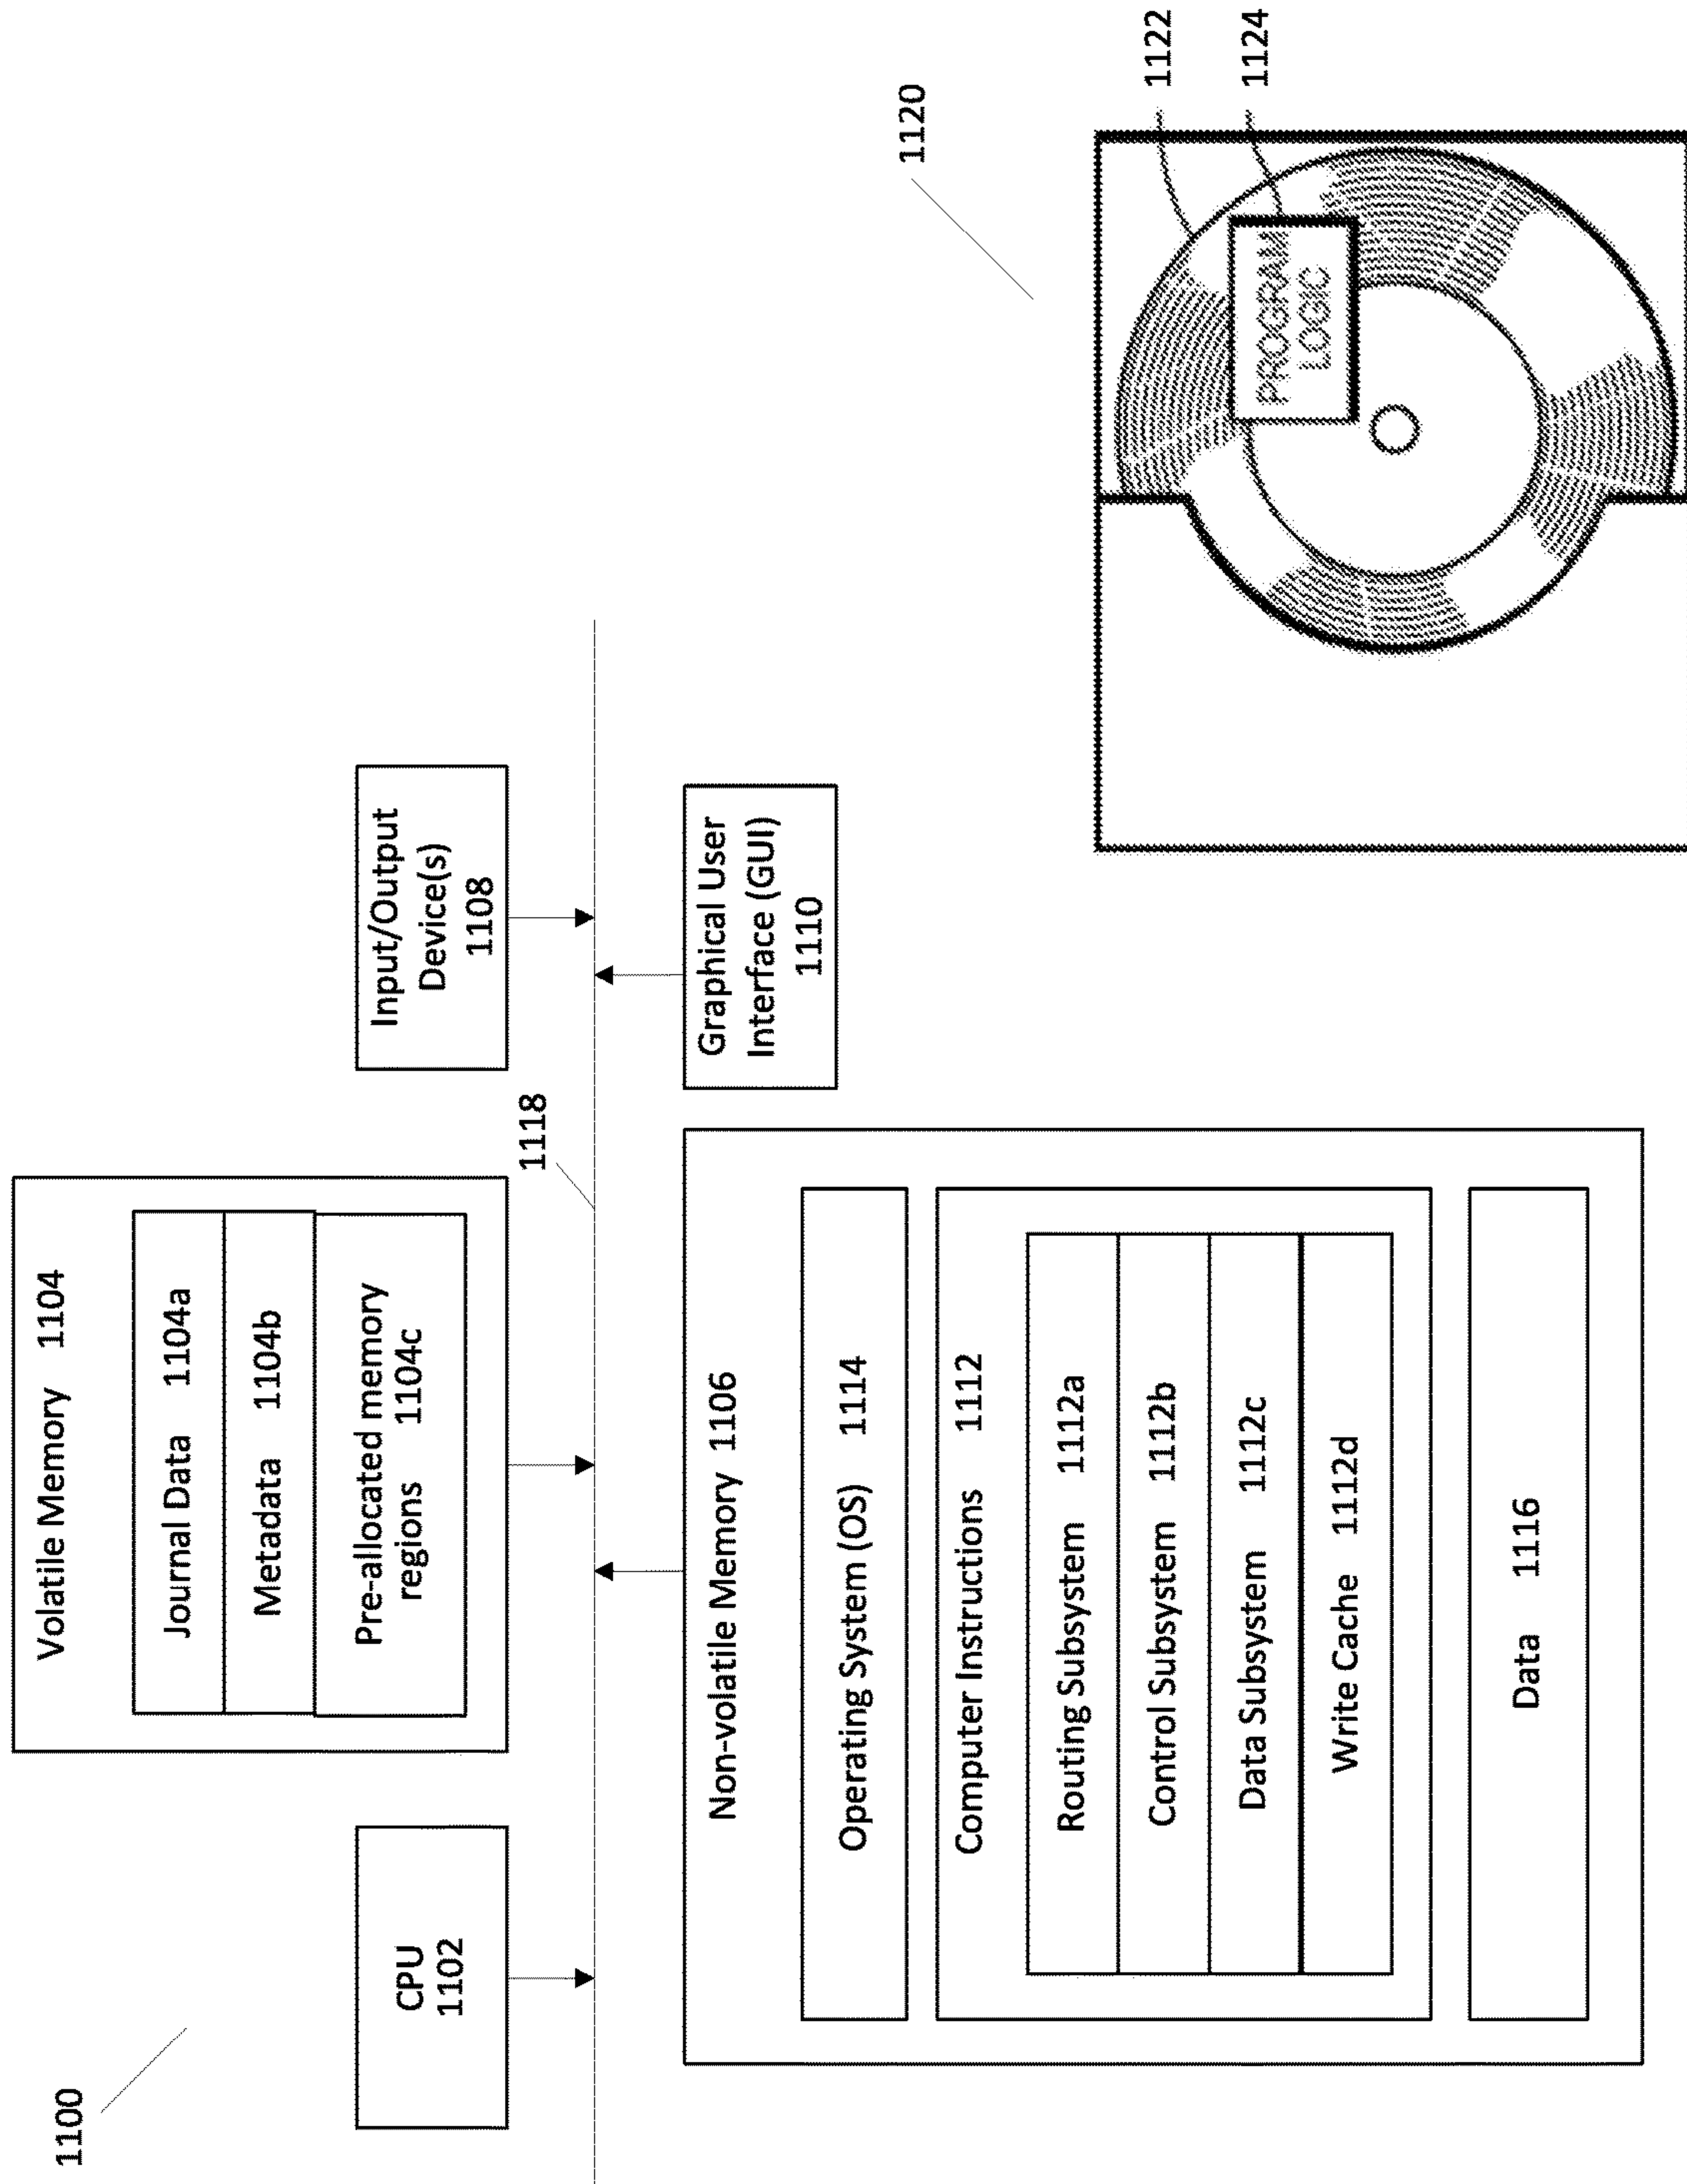 1100
CPU
1102
Volatile Memory 1104
Journal Data 1104a
Metadata 1104b
Pre-allocated memory
regions 1104c
1118
Input/Output
Device(s)
1108
Non-volatile Memory 1106
Operating System (OS) 1114
Computer Instructions 1112
Routing Subsystem 1112a
Control Subsystem 1112b
Data Subsystem 1112c
Write Cache 1112d
Data 1116
Graphical User
Interface (GUI)
1110
1120
1122
1124
PROGRAM
LOGIC